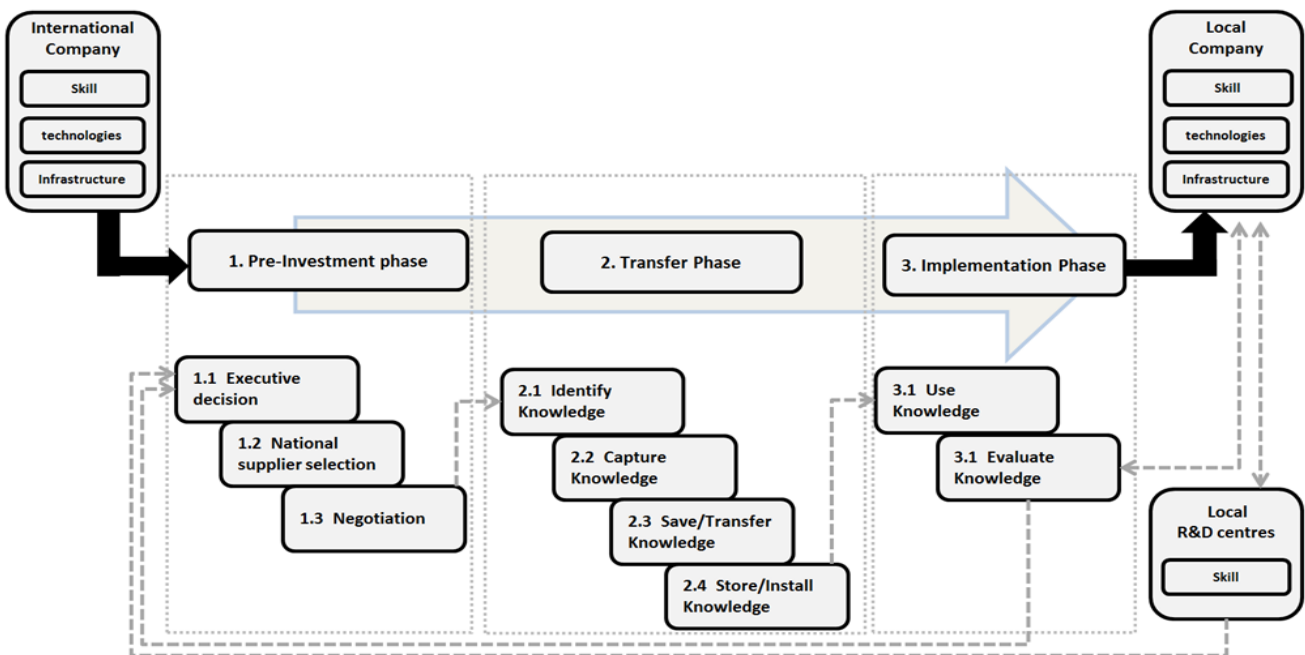 International
Company
Skill
technologies
Infrastructure
Local
Company
Skill
technologies
Infrastructure
1. Pre-Investment phase
2. Transfer Phase
3. Implementation Phase
1.1 Executive
decision
1.2 National
supplier selection
1.3 Negotiation
2.1 Identify
Knowledge
2.2 Capture
Knowledge
2.3 Save/Transfer
Knowledge
2.4 Store/Install
Knowledge
3.1 Use
Knowledge
3.1 Evaluate
Knowledge
Local
R&D centres
Skill